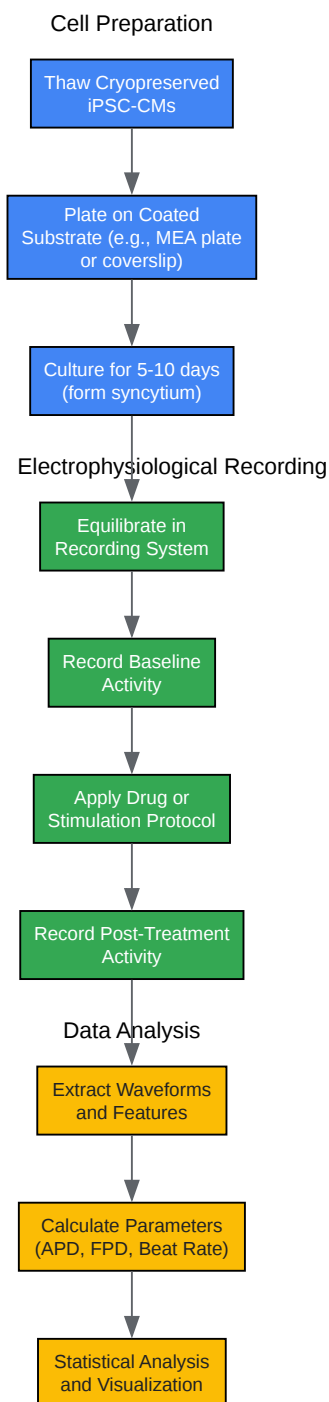 Cell Preparation
Thaw Cryopreserved
iPSC-CMs
Plate on Coated
Substrate (e.g., MEA plate
or coverslip)
Culture for 5-10 days
(form syncytium)
Electrophysiological Recording
Equilibrate in
Recording System
Record Baseline
Activity
Apply Drug or
Stimulation Protocol
Record Post-Treatment
Activity
Data Analysis
Extract Waveforms
and Features
Calculate Parameters
(APD, FPD, Beat Rate)
Statistical Analysis
and Visualization